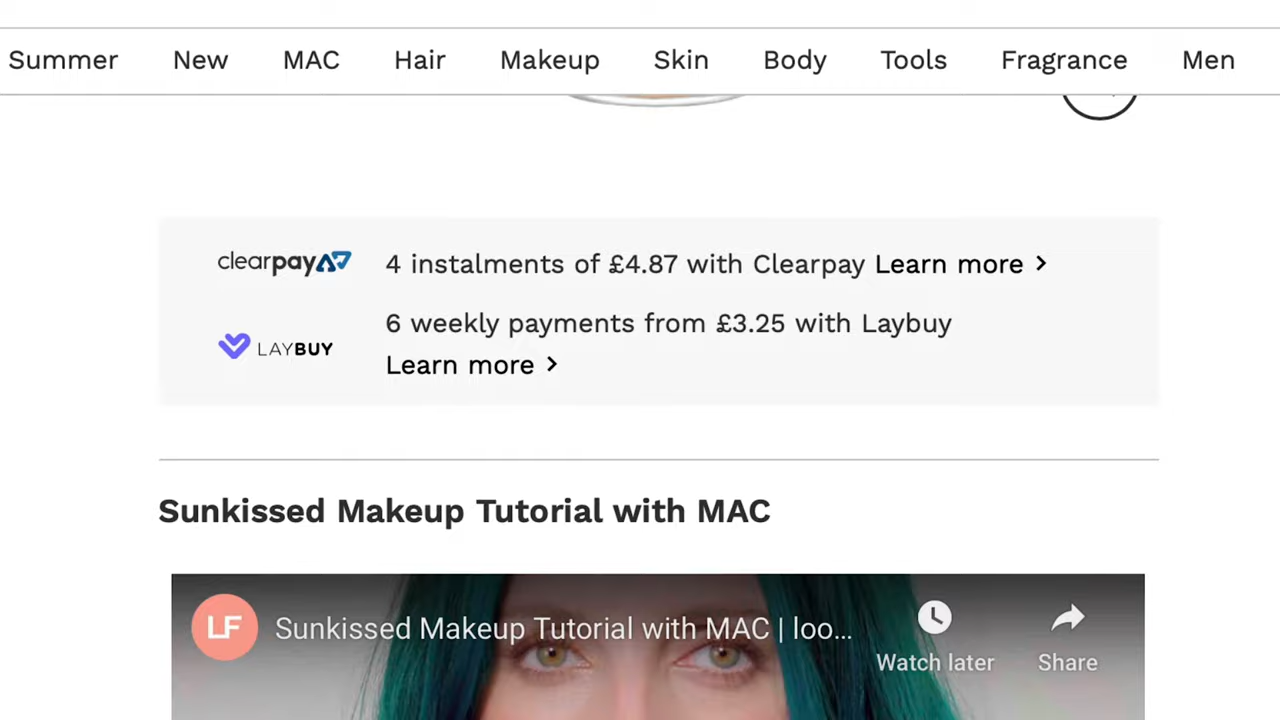 Summer New MAC Hair Makeup Skin Body Tools Fragrance Men
clearpay 4 instalments of £4.87 with Clearpay Learn more >
6 weekly payments from £3.25 with Laybuy
LAYBUY
Learn more >
Sunkissed Makeup Tutorial with MAC
LF Sunkissed Makeup Tutorial with MAC | loo...
Watch later Share